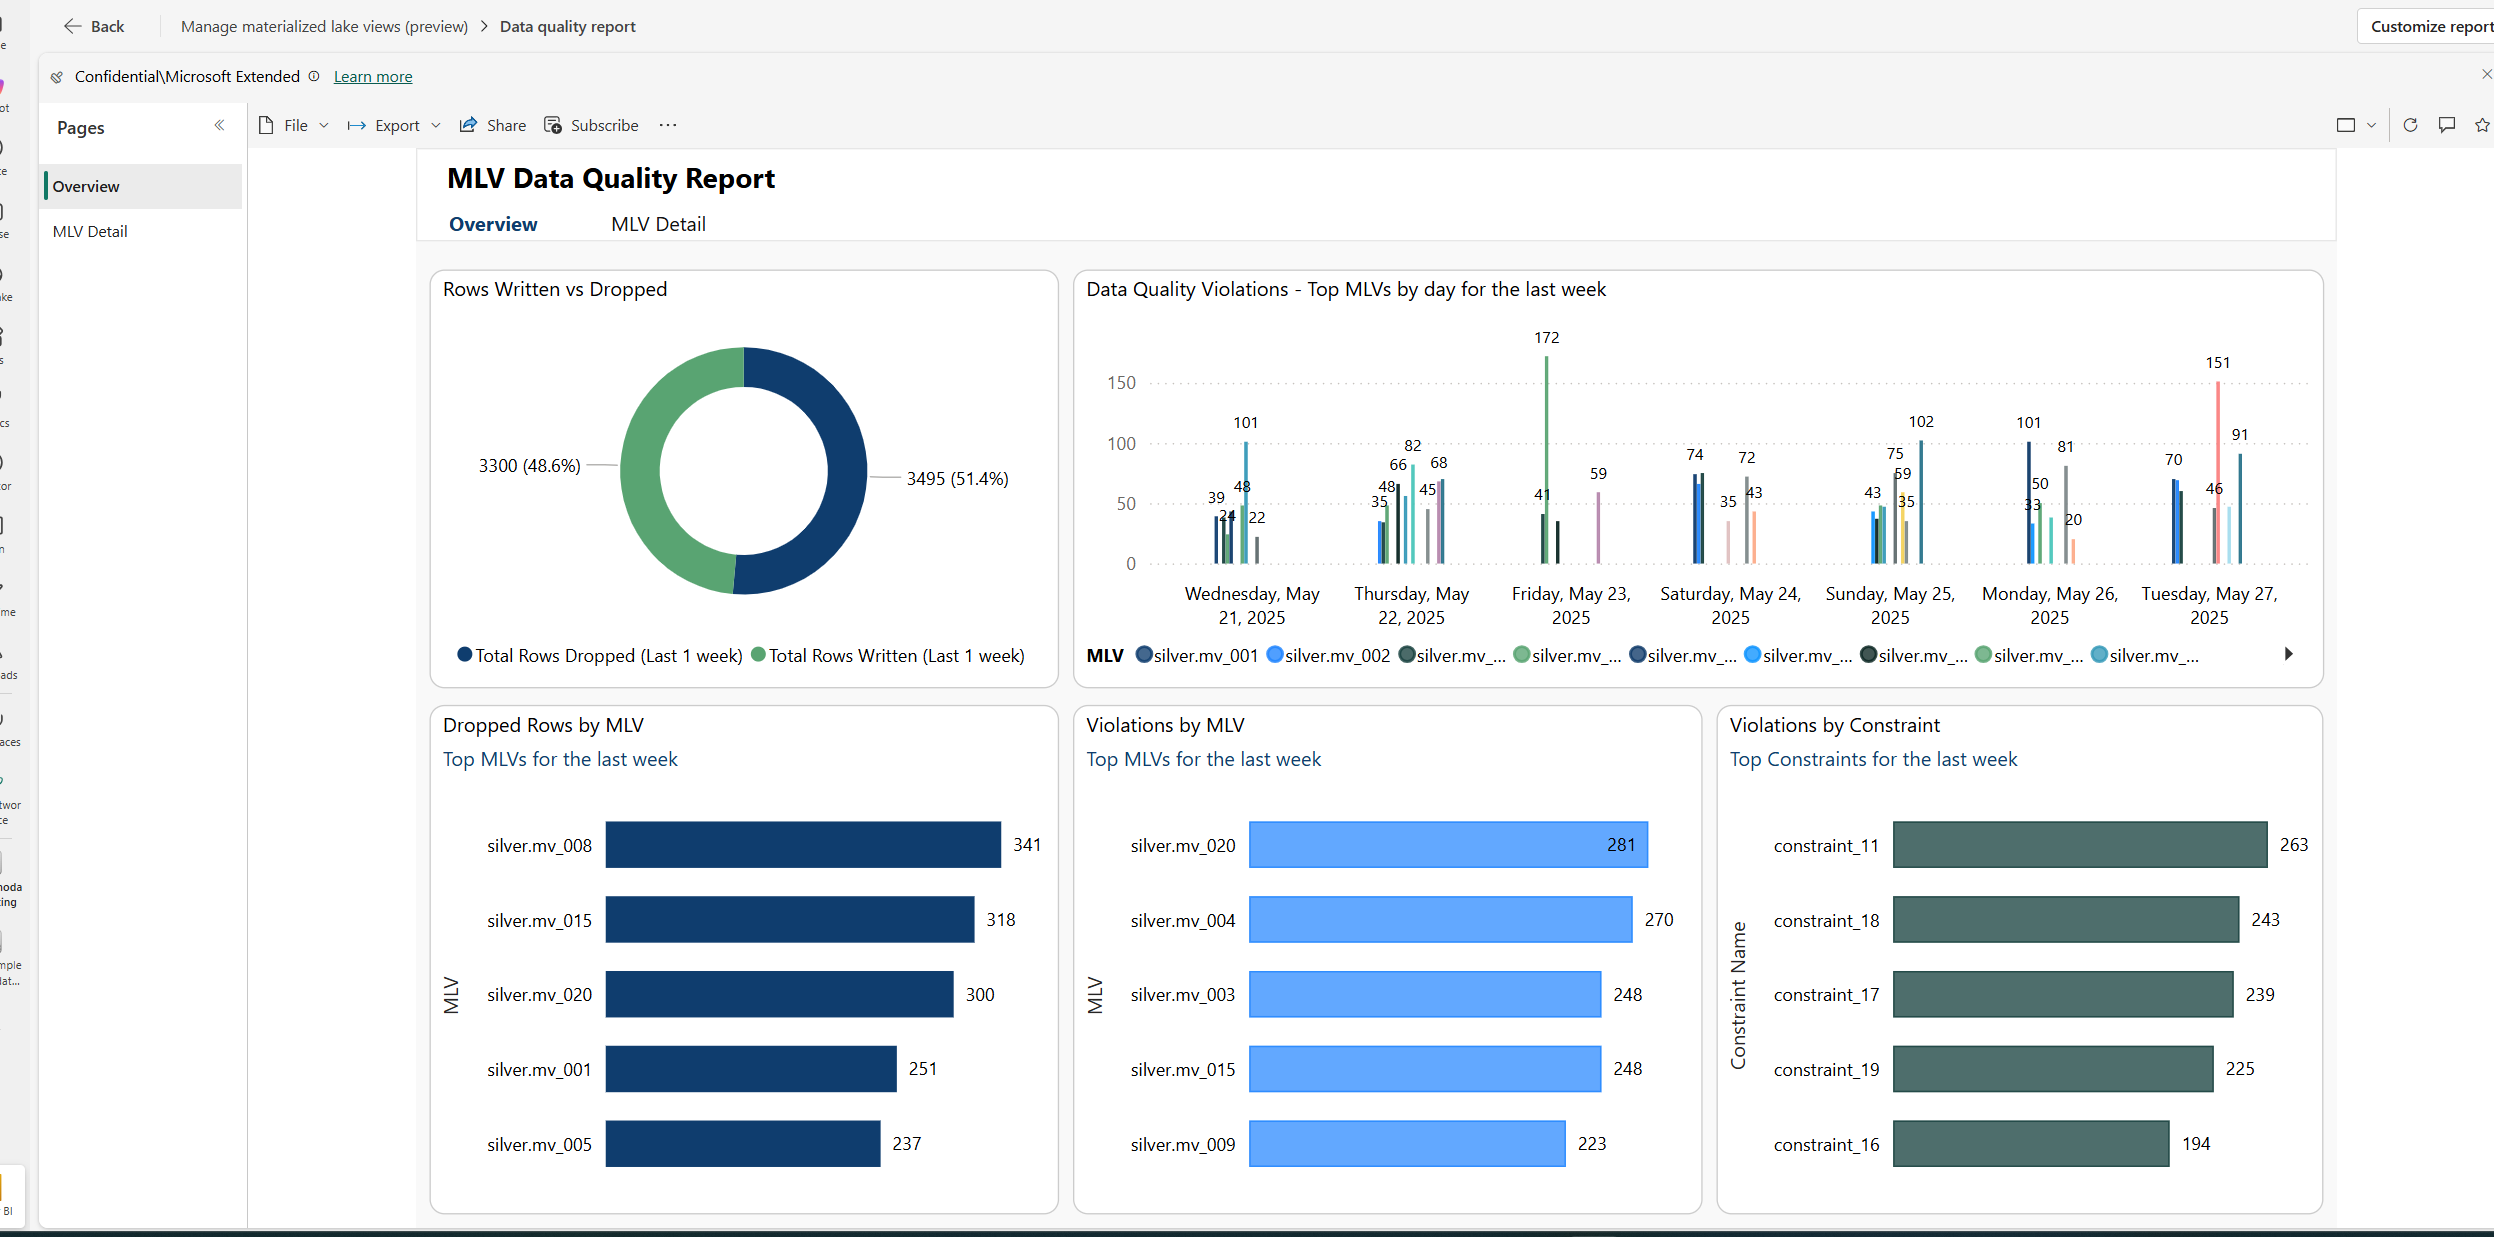 Back
Manage materialized lake views (preview) > Data quality report
Customize report
Confidential\Microsoft Extended
Learn more
Pages
Overview
MLV Detail
File
Export
Share
Subscribe
MLV Data Quality Report
Overview
MLV Detail
Rows Written vs Dropped
3300 (48.6%)
3495 (51.4%)
Total Rows Dropped (Last 1 week)
Total Rows Written (Last 1 week)
Data Quality Violations - Top MLVs by day for the last week
150
100
50
0
39
24
48
101
22
35
48
66
82
45
68
41
172
59
74
35
72
43
43
75
59
35
102
101
33
50
81
20
70
46
151
91
Wednesday, May
21, 2025
Thursday, May
22, 2025
Friday, May 23,
2025
Saturday, May 24,
2025
Sunday, May 25,
2025
Monday, May 26,
2025
Tuesday, May 27,
2025
MLV silver.mv_001 silver.mv_002 silver.mv_... silver.mv_... silver.mv_... silver.mv_... silver.mv_... silver.mv_... silver.mv_...
Dropped Rows by MLV
Top MLVs for the last week
MLV
silver.mv_008 341
silver.mv_015 318
silver.mv_020 300
silver.mv_001 251
silver.mv_005 237
Violations by MLV
Top MLVs for the last week
MLV
silver.mv_020 281
silver.mv_004 270
silver.mv_003 248
silver.mv_015 248
silver.mv_009 223
Violations by Constraint
Top Constraints for the last week
Constraint Name
constraint_11 263
constraint_18 243
constraint_17 239
constraint_19 225
constraint_16 194
BI